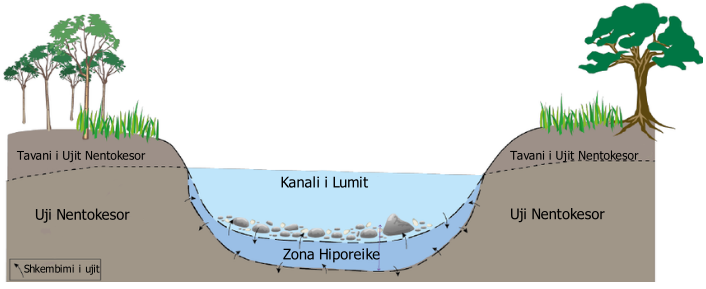 Tavani i Ujit Nentokesor
Tavani i Ujit Nentokesor
Kanali i Lumit
Uji Nentokesor
Uji Nentokesor
Zona Hiporeike
Shkembimi i ujit